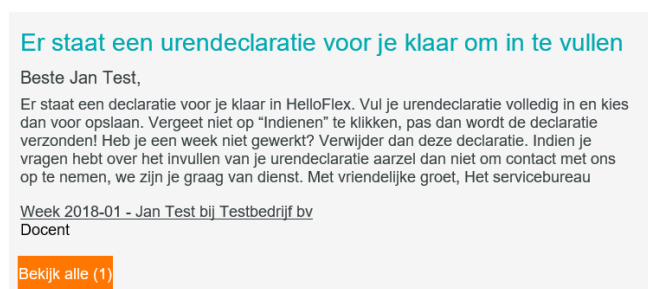 Er staat een urendeclaratie voor je klaar om in te vullen
Beste Jan Test,
Er staat een declaratie voor je klaar in HelloFlex. Vul je urendeclaratie volledig in en kies
dan voor opslaan. Vergeet niet op “Indienen” te klikken, pas dan wordt de declaratie
verzonden! Heb je een week niet gewerkt? Verwijder dan deze declaratie. Indien je
vragen hebt over het invullen van je urendeclaratie aarzel dan niet om contact met ons
op te nemen, we zijn je graag van dienst. Met vriendelijke groet, Het servicebureau
Week 2018-01 - Jan Test bij Testbedrijf bv
Docent
Bekijk alle (1)